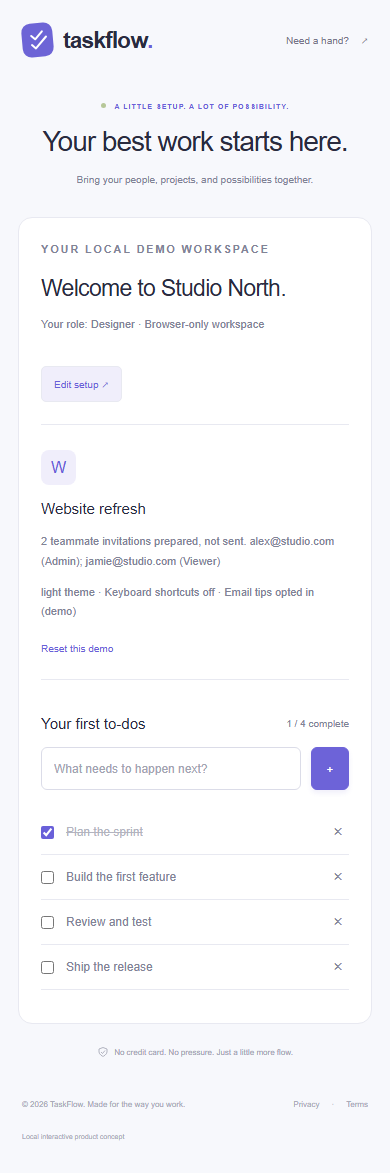 taskflow.
Need a hand? ↗
A LITTLE SETUP. A LOT OF POSSIBILITY.
Your best work starts here.
Bring your people, projects, and possibilities together.
YOUR LOCAL DEMO WORKSPACE
Welcome to Studio North.
Your role: Designer · Browser-only workspace
Edit setup ↗
W
Website refresh
2 teammate invitations prepared, not sent. alex@studio.com
(Admin); jamie@studio.com (Viewer)
light theme · Keyboard shortcuts off · Email tips opted in
(demo)
Reset this demo
Your first to-dos
1 / 4 complete
What needs to happen next?
+
Plan the sprint ×
Build the first feature ×
Review and test ×
Ship the release ×
No credit card. No pressure. Just a little more flow.
© 2026 TaskFlow. Made for the way you work.
Privacy · Terms
Local interactive product concept